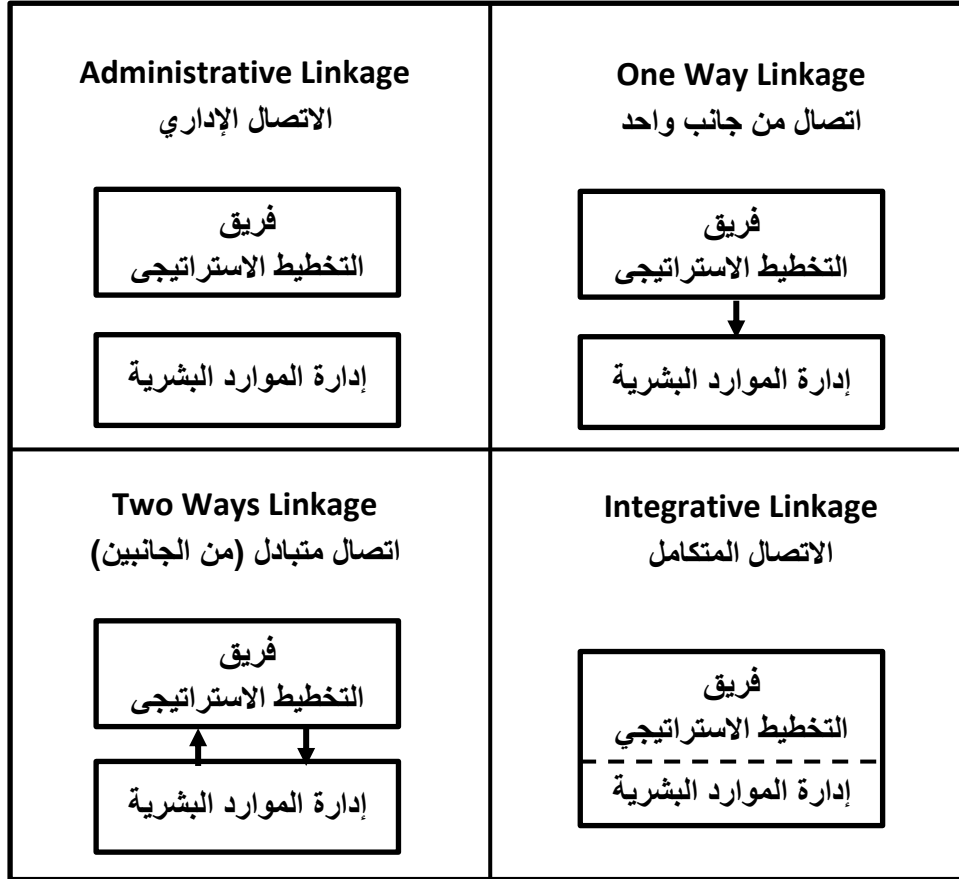 Administrative Linkage
الاتصال الإداري
فريق
التخطيط الاستراتيجى
إدارة الموارد البشرية
One Way Linkage
اتصال من جانب واحد
فريق
التخطيط الاستراتيجى
إدارة الموارد البشرية
Two Ways Linkage
اتصال متبادل (من الجانبين)
فريق
التخطيط الاستراتيجى
إدارة الموارد البشرية
Integrative Linkage
الاتصال المتكامل
فريق
التخطيط الاستراتيجي
إدارة الموارد البشرية